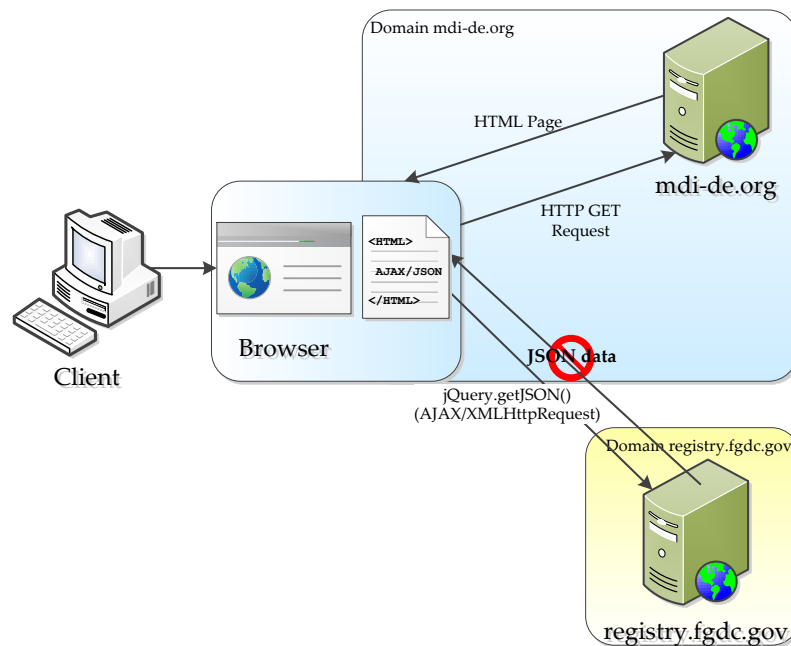 Domain mdi-de.org
HTML Page
mdi-de.org
HTTP GET
Request
<HTML>
AJAX/JSON
</HTML>
Browser
Client
JSON data
jQuery.getJSON()
(AJAX/XMLHttpRequest)
Domain registry.fgdc.gov
registry.fgdc.gov